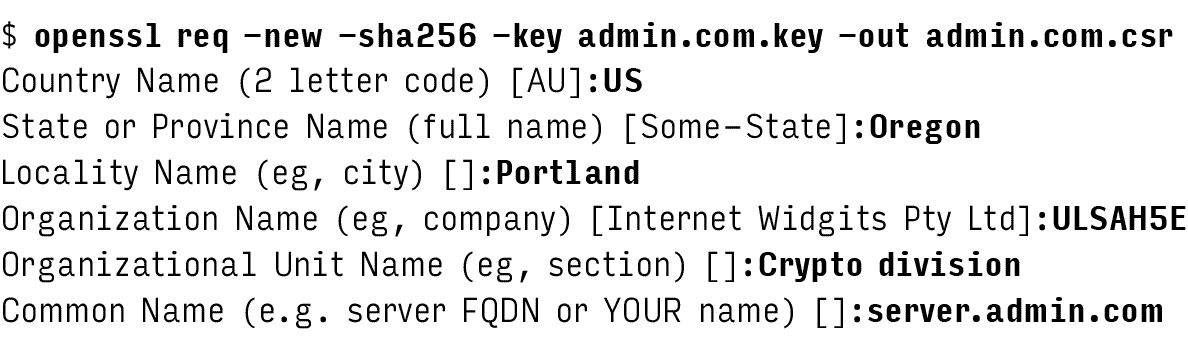 $ openssl req -new -sha256 -key admin.com.key -out admin.com.csr
Country Name (2 letter code) [AU]:US
State or Province Name (full name) [Some-State]:Oregon
Locality Name (eg, city) []:Portland
Organization Name (eg, company) [Internet Widgits Pty Ltd]:ULSAH5E
Organizational Unit Name (eg, section) []:Crypto division
Common Name (e.g. server FQDN or YOUR name) []:server.admin.com